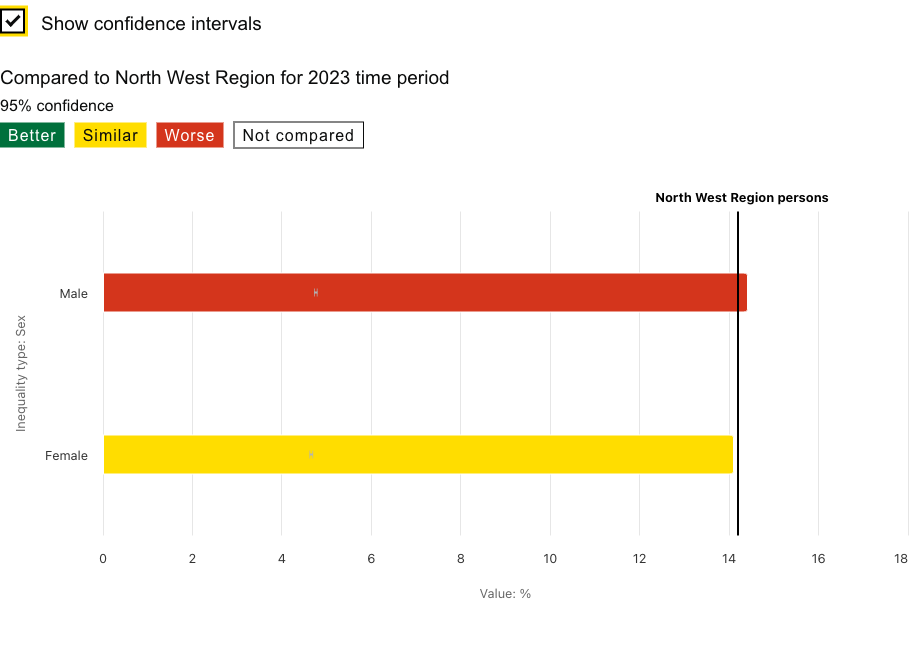 Show confidence intervals
Compared to North West Region for 2023 time period
95% confidence
Better Similar Worse Not compared
North West Region persons
Male
Inequality type: Sex
Female
0 2 4 6 8 10 12 14 16 18
Value: %